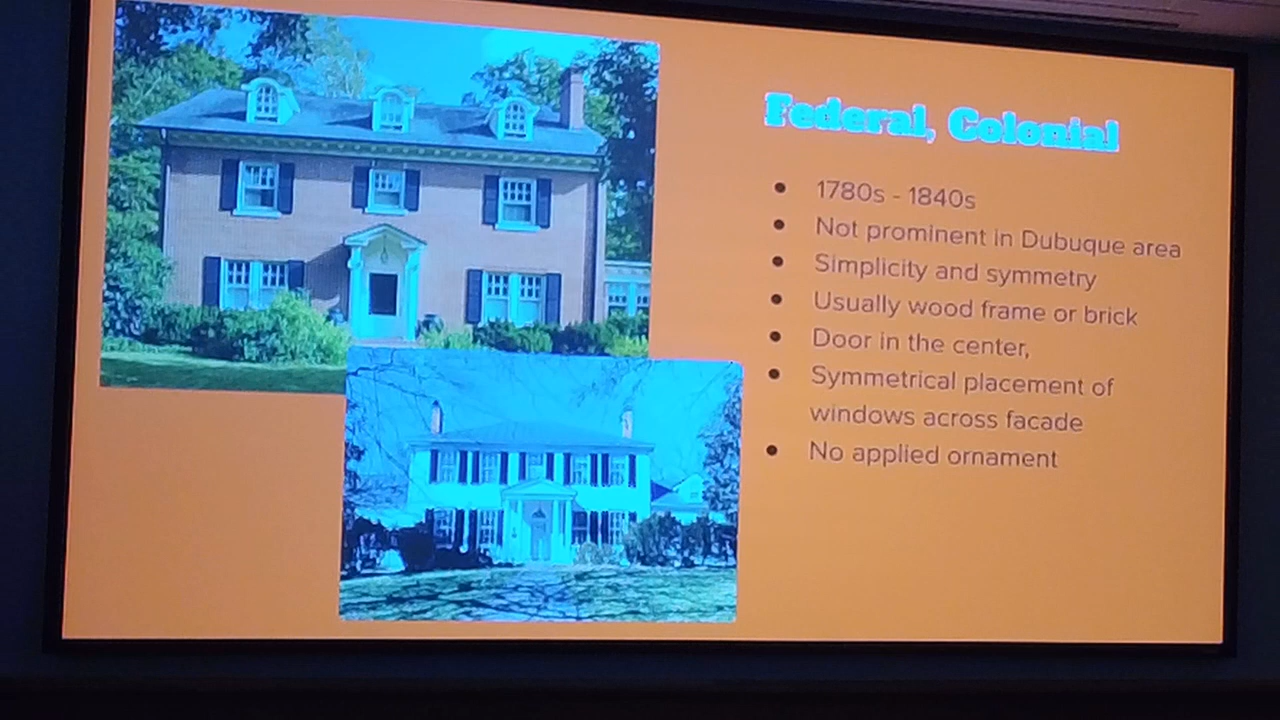 Federal, Colonial
● 1780s - 1840s
● Not prominent in Dubuque area
● Simplicity and symmetry
● Usually wood frame or brick
● Door in the center,
● Symmetrical placement of
windows across facade
● No applied ornament